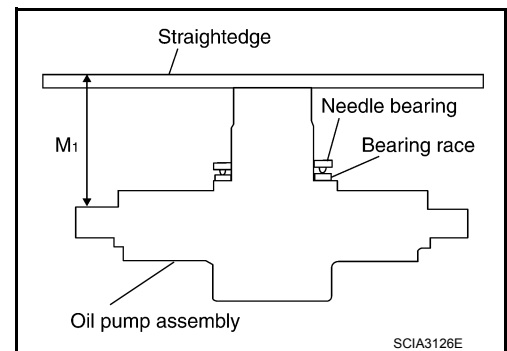 Straightedge
Needle bearing
M1
Bearing race
Oil pump assembly
SCIA3126E